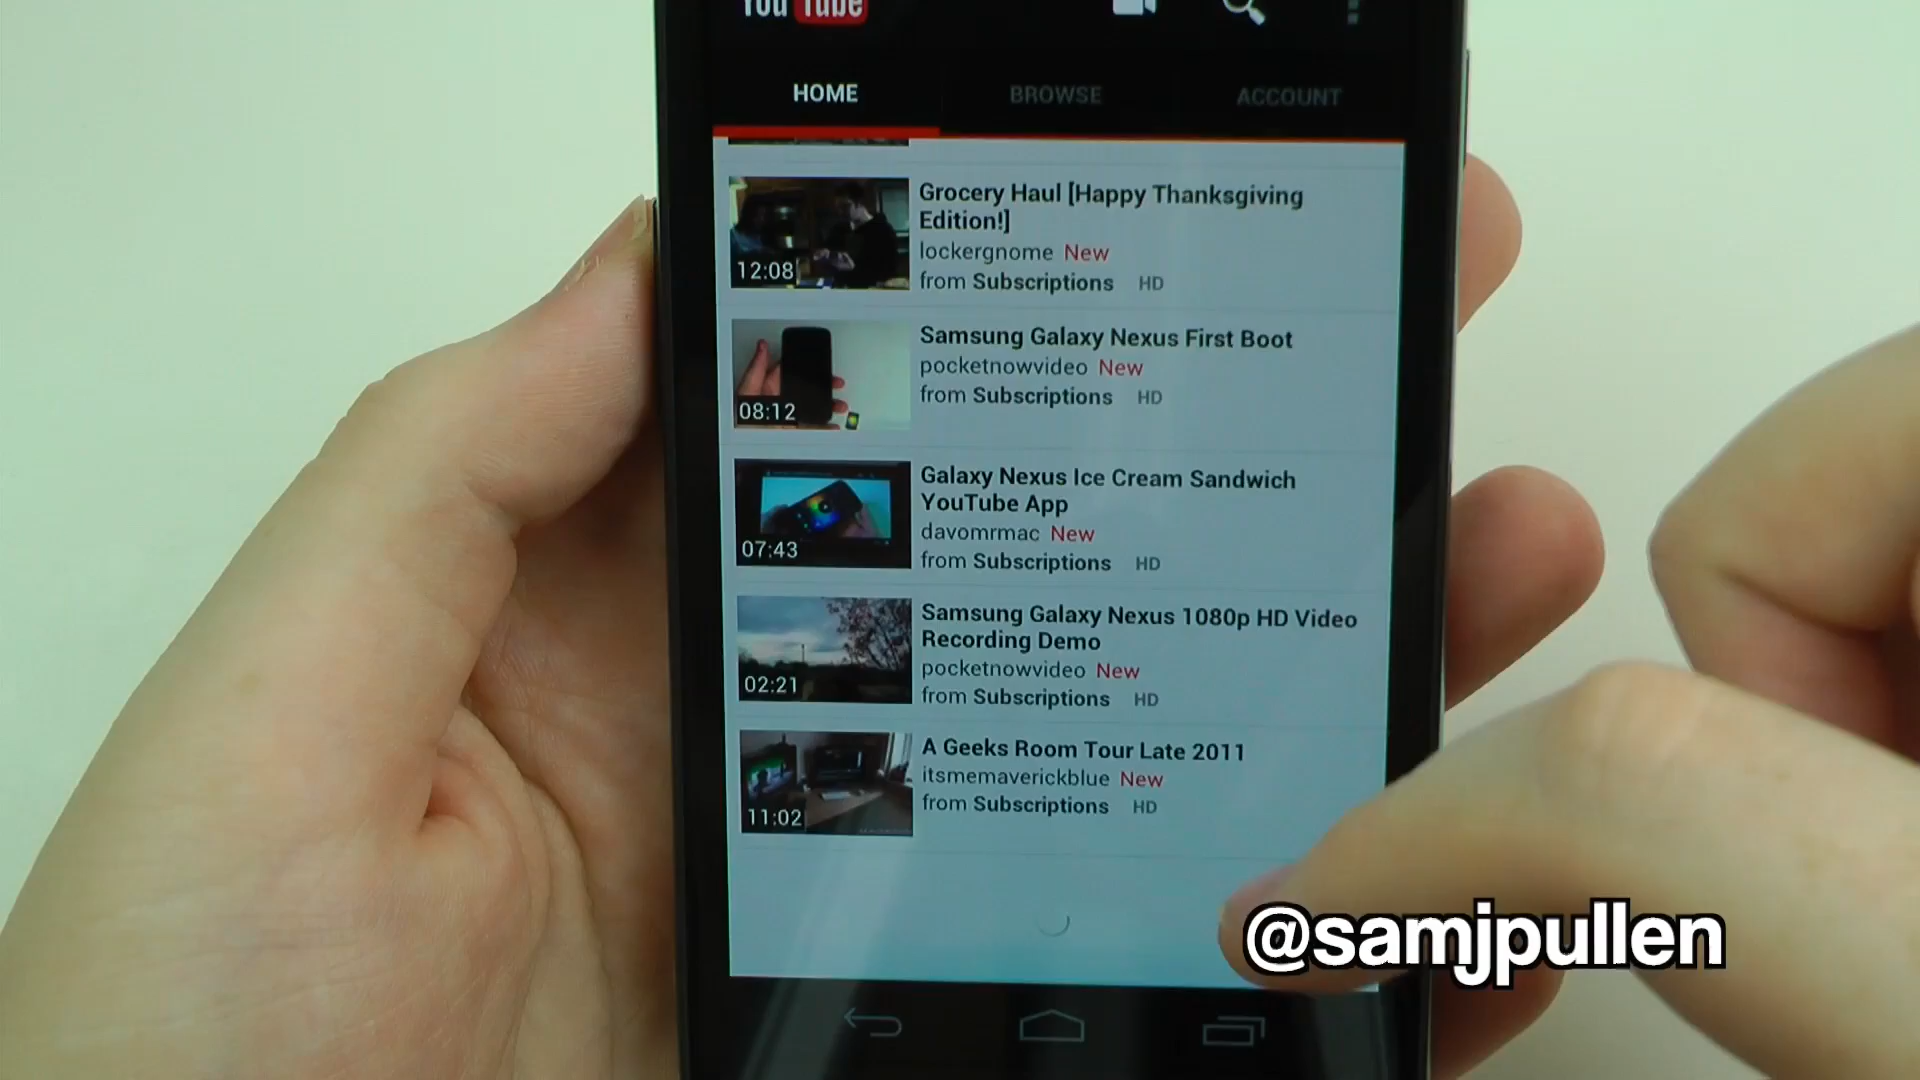 You Tube
HOME
BROWSE
ACCOUNT
Grocery Haul [Happy Thanksgiving
Edition!]
lockergnome New
from Subscriptions HD
12:08
Samsung Galaxy Nexus First Boot
pocketnowvideo New
from Subscriptions HD
08:12
Galaxy Nexus Ice Cream Sandwich
YouTube App
davomrmac New
from Subscriptions HD
07:43
Samsung Galaxy Nexus 1080p HD Video
Recording Demo
pocketnowvideo New
from Subscriptions HD
02:21
A Geeks Room Tour Late 2011
itsmemaverickblue New
from Subscriptions HD
11:02
@samjpullen